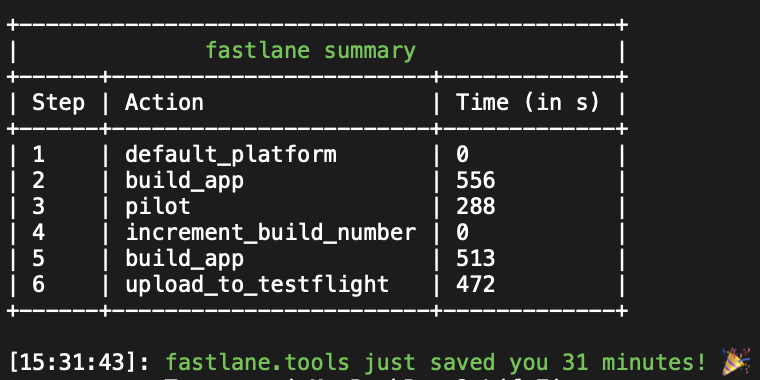 fastlane summary
Step | Action | Time (in s)
1 | default_platform | 0
2 | build_app | 556
3 | pilot | 288
4 | increment_build_number | 0
5 | build_app | 513
6 | upload_to_testflight | 472
[15:31:43]: fastlane.tools just saved you 31 minutes! 🎉